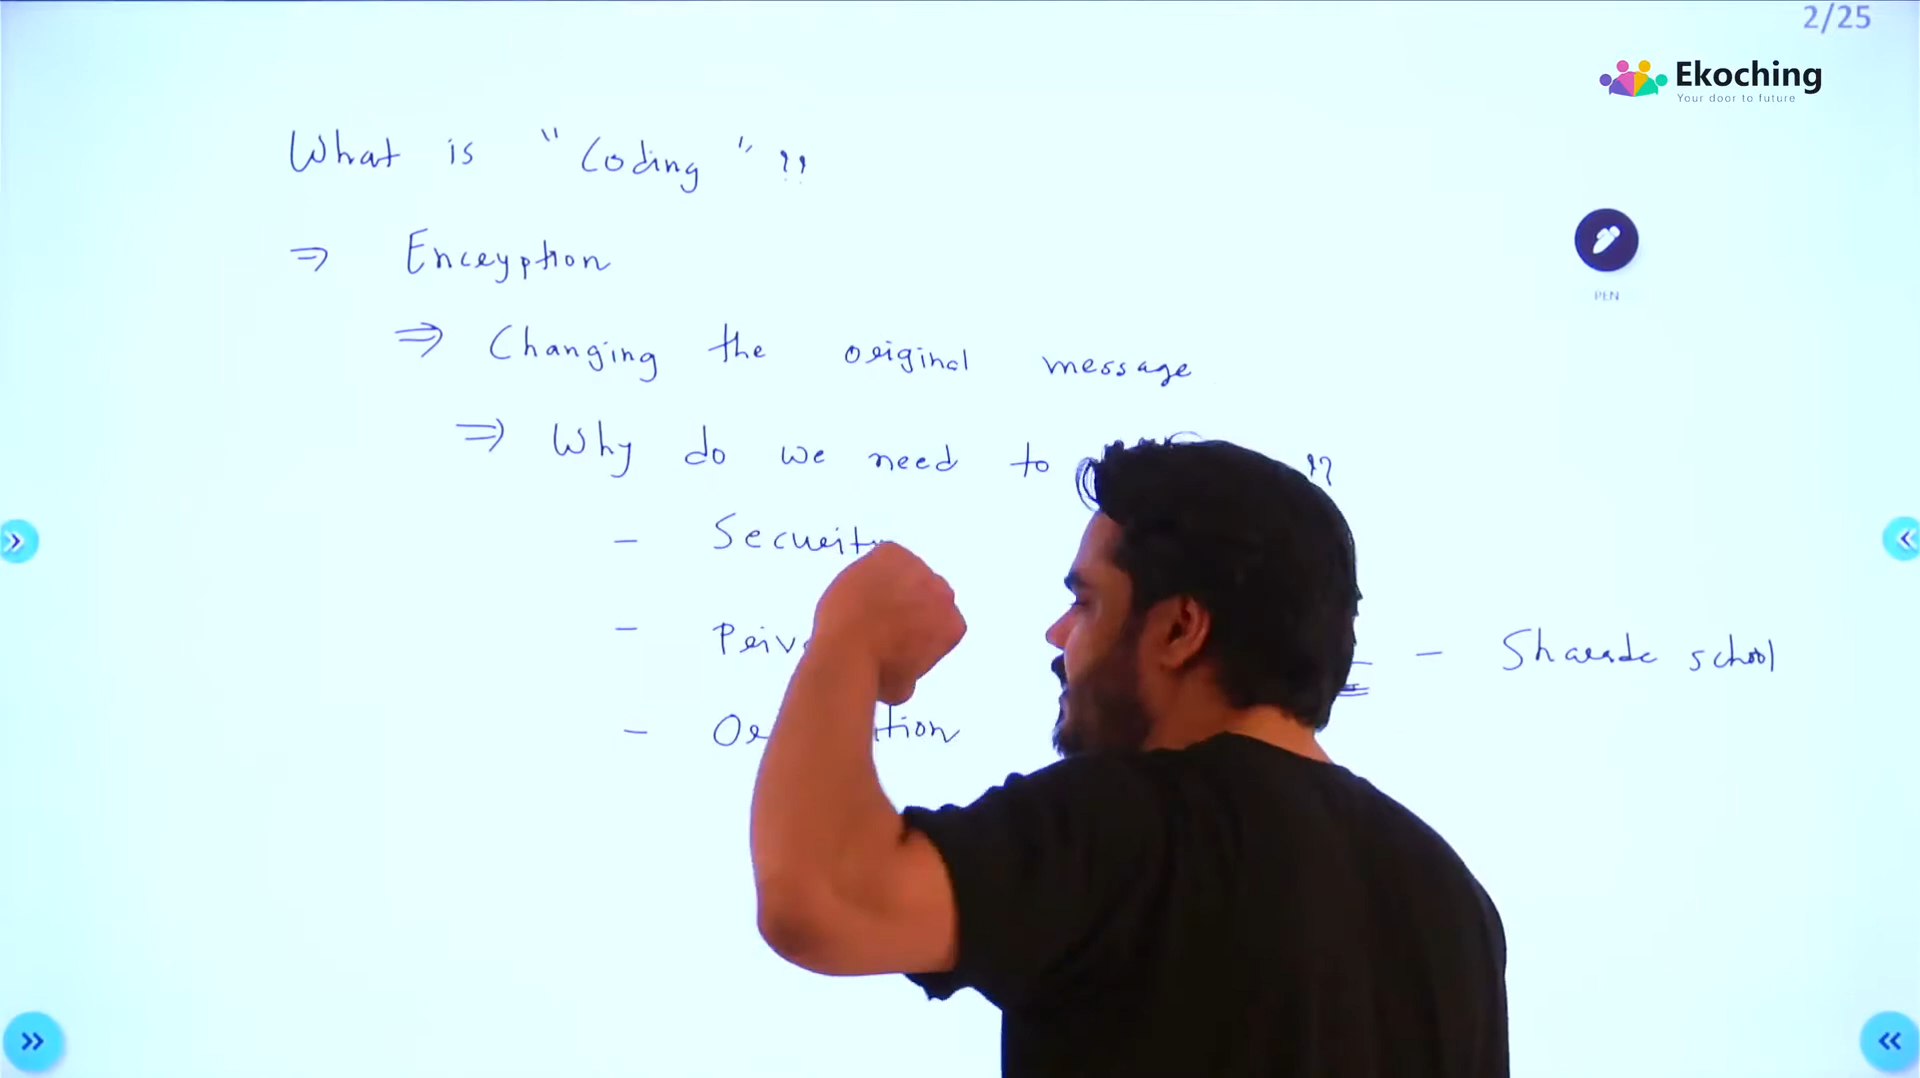 2/25
Ekoching
Your door to future
What is "Coding" ??
⇒ Encryption
PEN
⇒ Changing the original message
⇒ Why do we need to ??
- Security
- - Sharada school
-